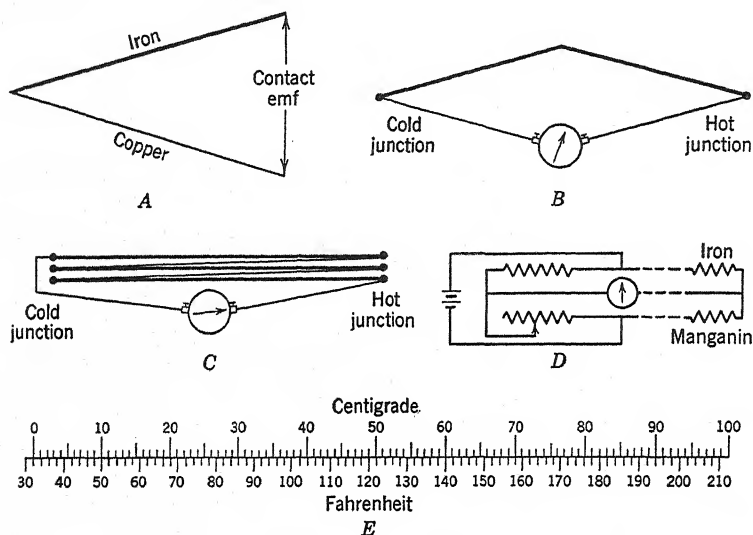 Iron
Contact
emf
Copper
A
Cold
junction
Hot
junction
B
Cold
junction
Hot
junction
C
Iron
Manganin
D
Centigrade
0 10 20 30 40 50 60 70 80 90 100
30 40 50 60 70 80 90 100 110 120 130 140 150 160 170 180 190 200 210
Fahrenheit
E